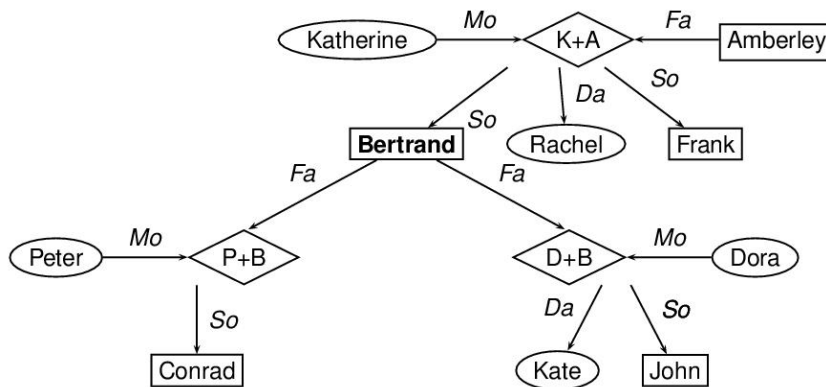 Katherine Mo K+A Fa Amberley
So Da So
Bertrand Rachel Frank
Fa Fa
Peter Mo P+B D+B Mo Dora
So Da So
Conrad Kate John